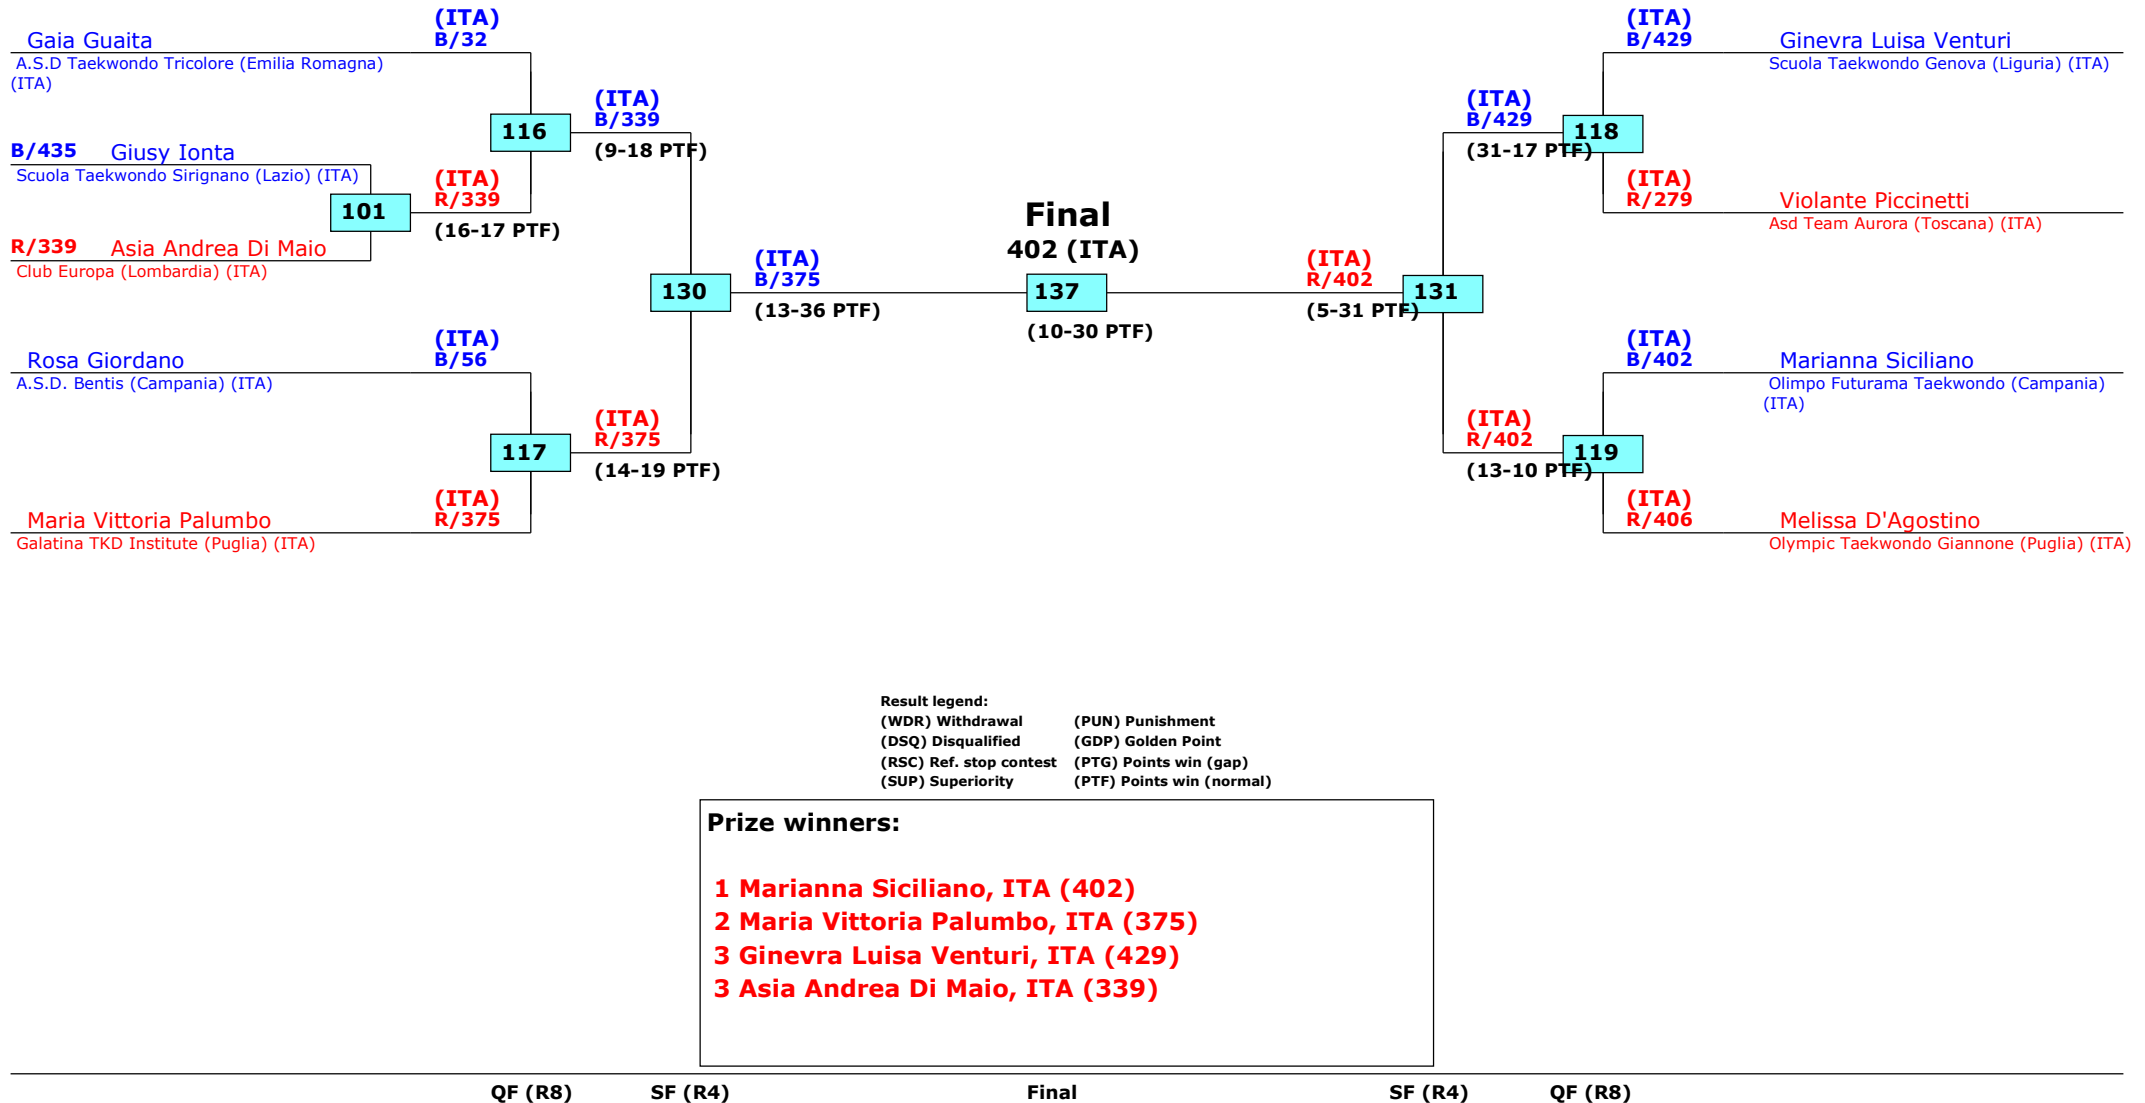 (ITA)
B/32
Gaia Guaita
A.S.D Taekwondo Tricolore (Emilia Romagna)
(ITA)
116
(ITA)
B/339
(9-18 PTF)
B/435 Giusy Ionta
Scuola Taekwondo Sirignano (Lazio) (ITA)
101
(ITA)
R/339
(16-17 PTF)
R/339 Asia Andrea Di Maio
Club Europa (Lombardia) (ITA)
130
(ITA)
B/375
(13-36 PTF)
(ITA)
B/56
Rosa Giordano
A.S.D. Bentis (Campania) (ITA)
117
(ITA)
R/375
(14-19 PTF)
(ITA)
R/375
Maria Vittoria Palumbo
Galatina TKD Institute (Puglia) (ITA)
Final
402 (ITA)
137
(10-30 PTF)
(ITA)
B/429
Ginevra Luisa Venturi
Scuola Taekwondo Genova (Liguria) (ITA)
(ITA)
B/429
(31-17 PTF)
118
(ITA)
R/279
Violante Piccinetti
Asd Team Aurora (Toscana) (ITA)
(ITA)
R/402
(5-31 PTF)
131
(ITA)
B/402
Marianna Siciliano
Olimpo Futurama Taekwondo (Campania)
(ITA)
(ITA)
R/402
(13-10 PTF)
119
(ITA)
R/406
Melissa D'Agostino
Olympic Taekwondo Giannone (Puglia) (ITA)
Result legend:
(WDR) Withdrawal (PUN) Punishment
(DSQ) Disqualified (GDP) Golden Point
(RSC) Ref. stop contest (PTG) Points win (gap)
(SUP) Superiority (PTF) Points win (normal)
Prize winners:
1 Marianna Siciliano, ITA (402)
2 Maria Vittoria Palumbo, ITA (375)
3 Ginevra Luisa Venturi, ITA (429)
3 Asia Andrea Di Maio, ITA (339)
QF (R8) SF (R4) Final SF (R4) QF (R8)